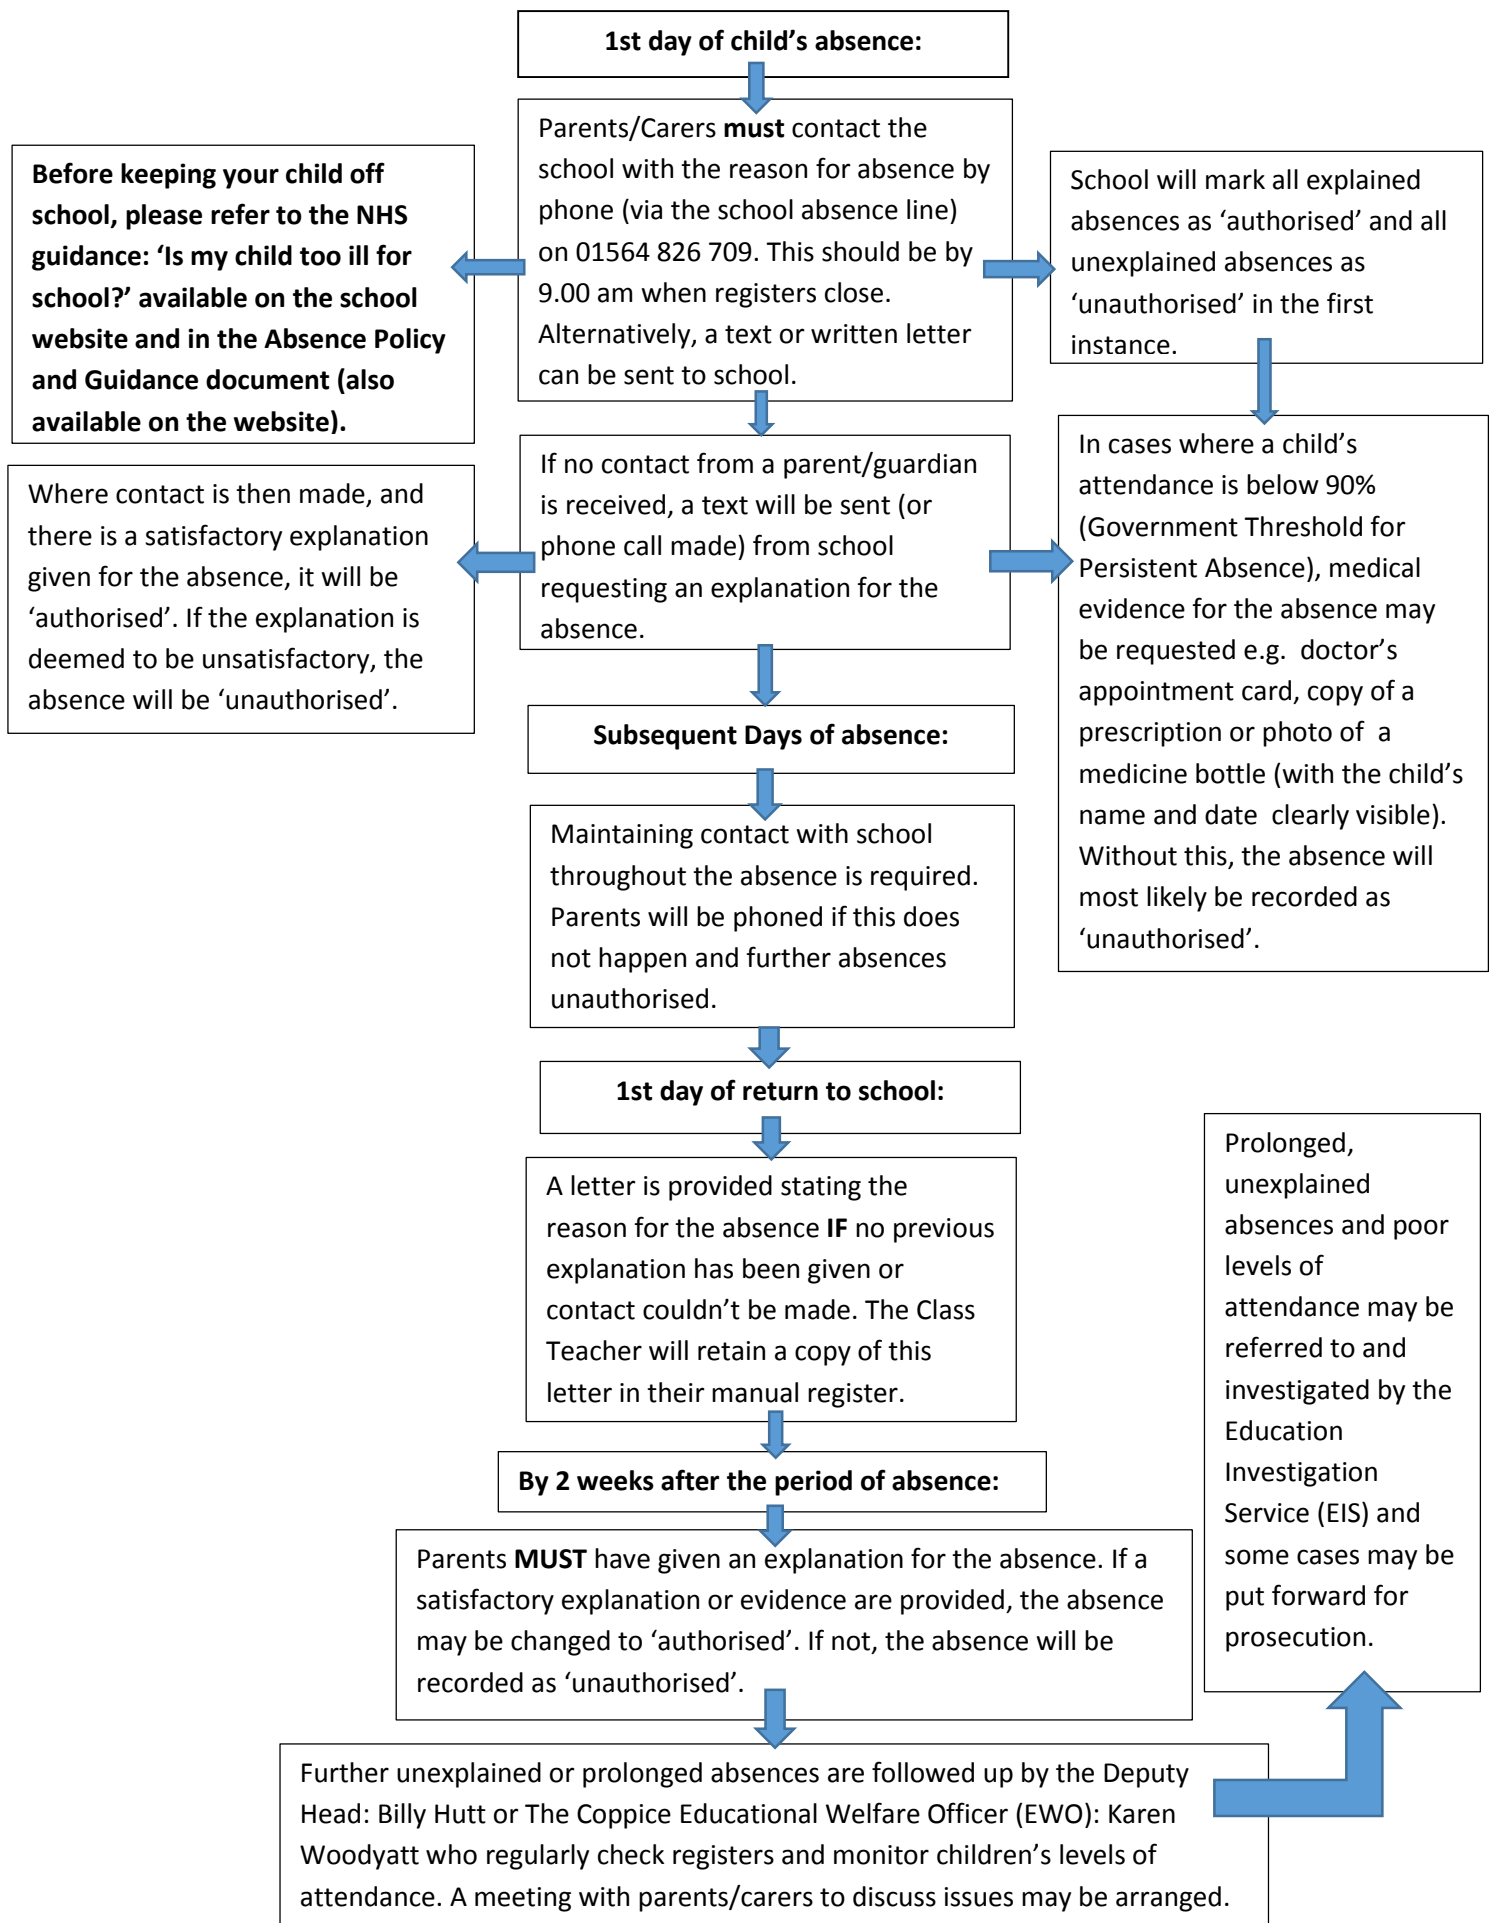 1st day of child’s absence:
Parents/Carers must contact the
school with the reason for absence by
phone (via the school absence line)
on 01564 826 709. This should be by
9.00 am when registers close.
Alternatively, a text or written letter
can be sent to school.
Before keeping your child off
school, please refer to the NHS
guidance: ‘Is my child too ill for
school?’ available on the school
website and in the Absence Policy
and Guidance document (also
available on the website).
School will mark all explained
absences as ‘authorised’ and all
unexplained absences as
‘unauthorised’ in the first
instance.
If no contact from a parent/guardian
is received, a text will be sent (or
phone call made) from school
requesting an explanation for the
absence.
Where contact is then made, and
there is a satisfactory explanation
given for the absence, it will be
‘authorised’. If the explanation is
deemed to be unsatisfactory, the
absence will be ‘unauthorised’.
In cases where a child’s
attendance is below 90%
(Government Threshold for
Persistent Absence), medical
evidence for the absence may
be requested e.g.  doctor’s
appointment card, copy of a
prescription or photo of  a
medicine bottle (with the child’s
name and date  clearly visible).
Without this, the absence will
most likely be recorded as
‘unauthorised’.
Subsequent Days of absence:
Maintaining contact with school
throughout the absence is required.
Parents will be phoned if this does
not happen and further absences
unauthorised.
1st day of return to school:
A letter is provided stating the
reason for the absence IF no previous
explanation has been given or
contact couldn’t be made. The Class
Teacher will retain a copy of this
letter in their manual register.
By 2 weeks after the period of absence:
Parents MUST have given an explanation for the absence. If a
satisfactory explanation or evidence are provided, the absence
may be changed to ‘authorised’. If not, the absence will be
recorded as ‘unauthorised’.
Further unexplained or prolonged absences are followed up by the Deputy
Head: Billy Hutt or The Coppice Educational Welfare Officer (EWO): Karen
Woodyatt who regularly check registers and monitor children’s levels of
attendance. A meeting with parents/carers to discuss issues may be arranged.
Prolonged,
unexplained
absences and poor
levels of
attendance may be
referred to and
investigated by the
Education
Investigation
Service (EIS) and
some cases may be
put forward for
prosecution.